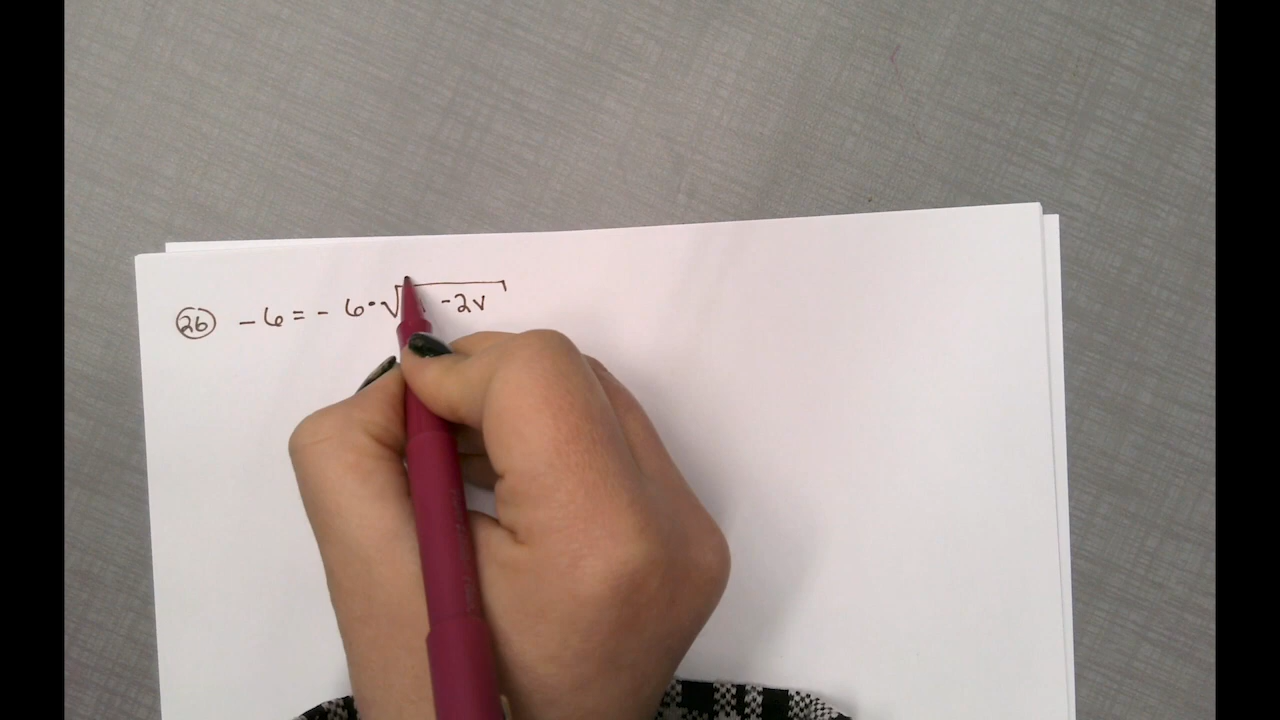 26 -6 = - 6 · √ -2v